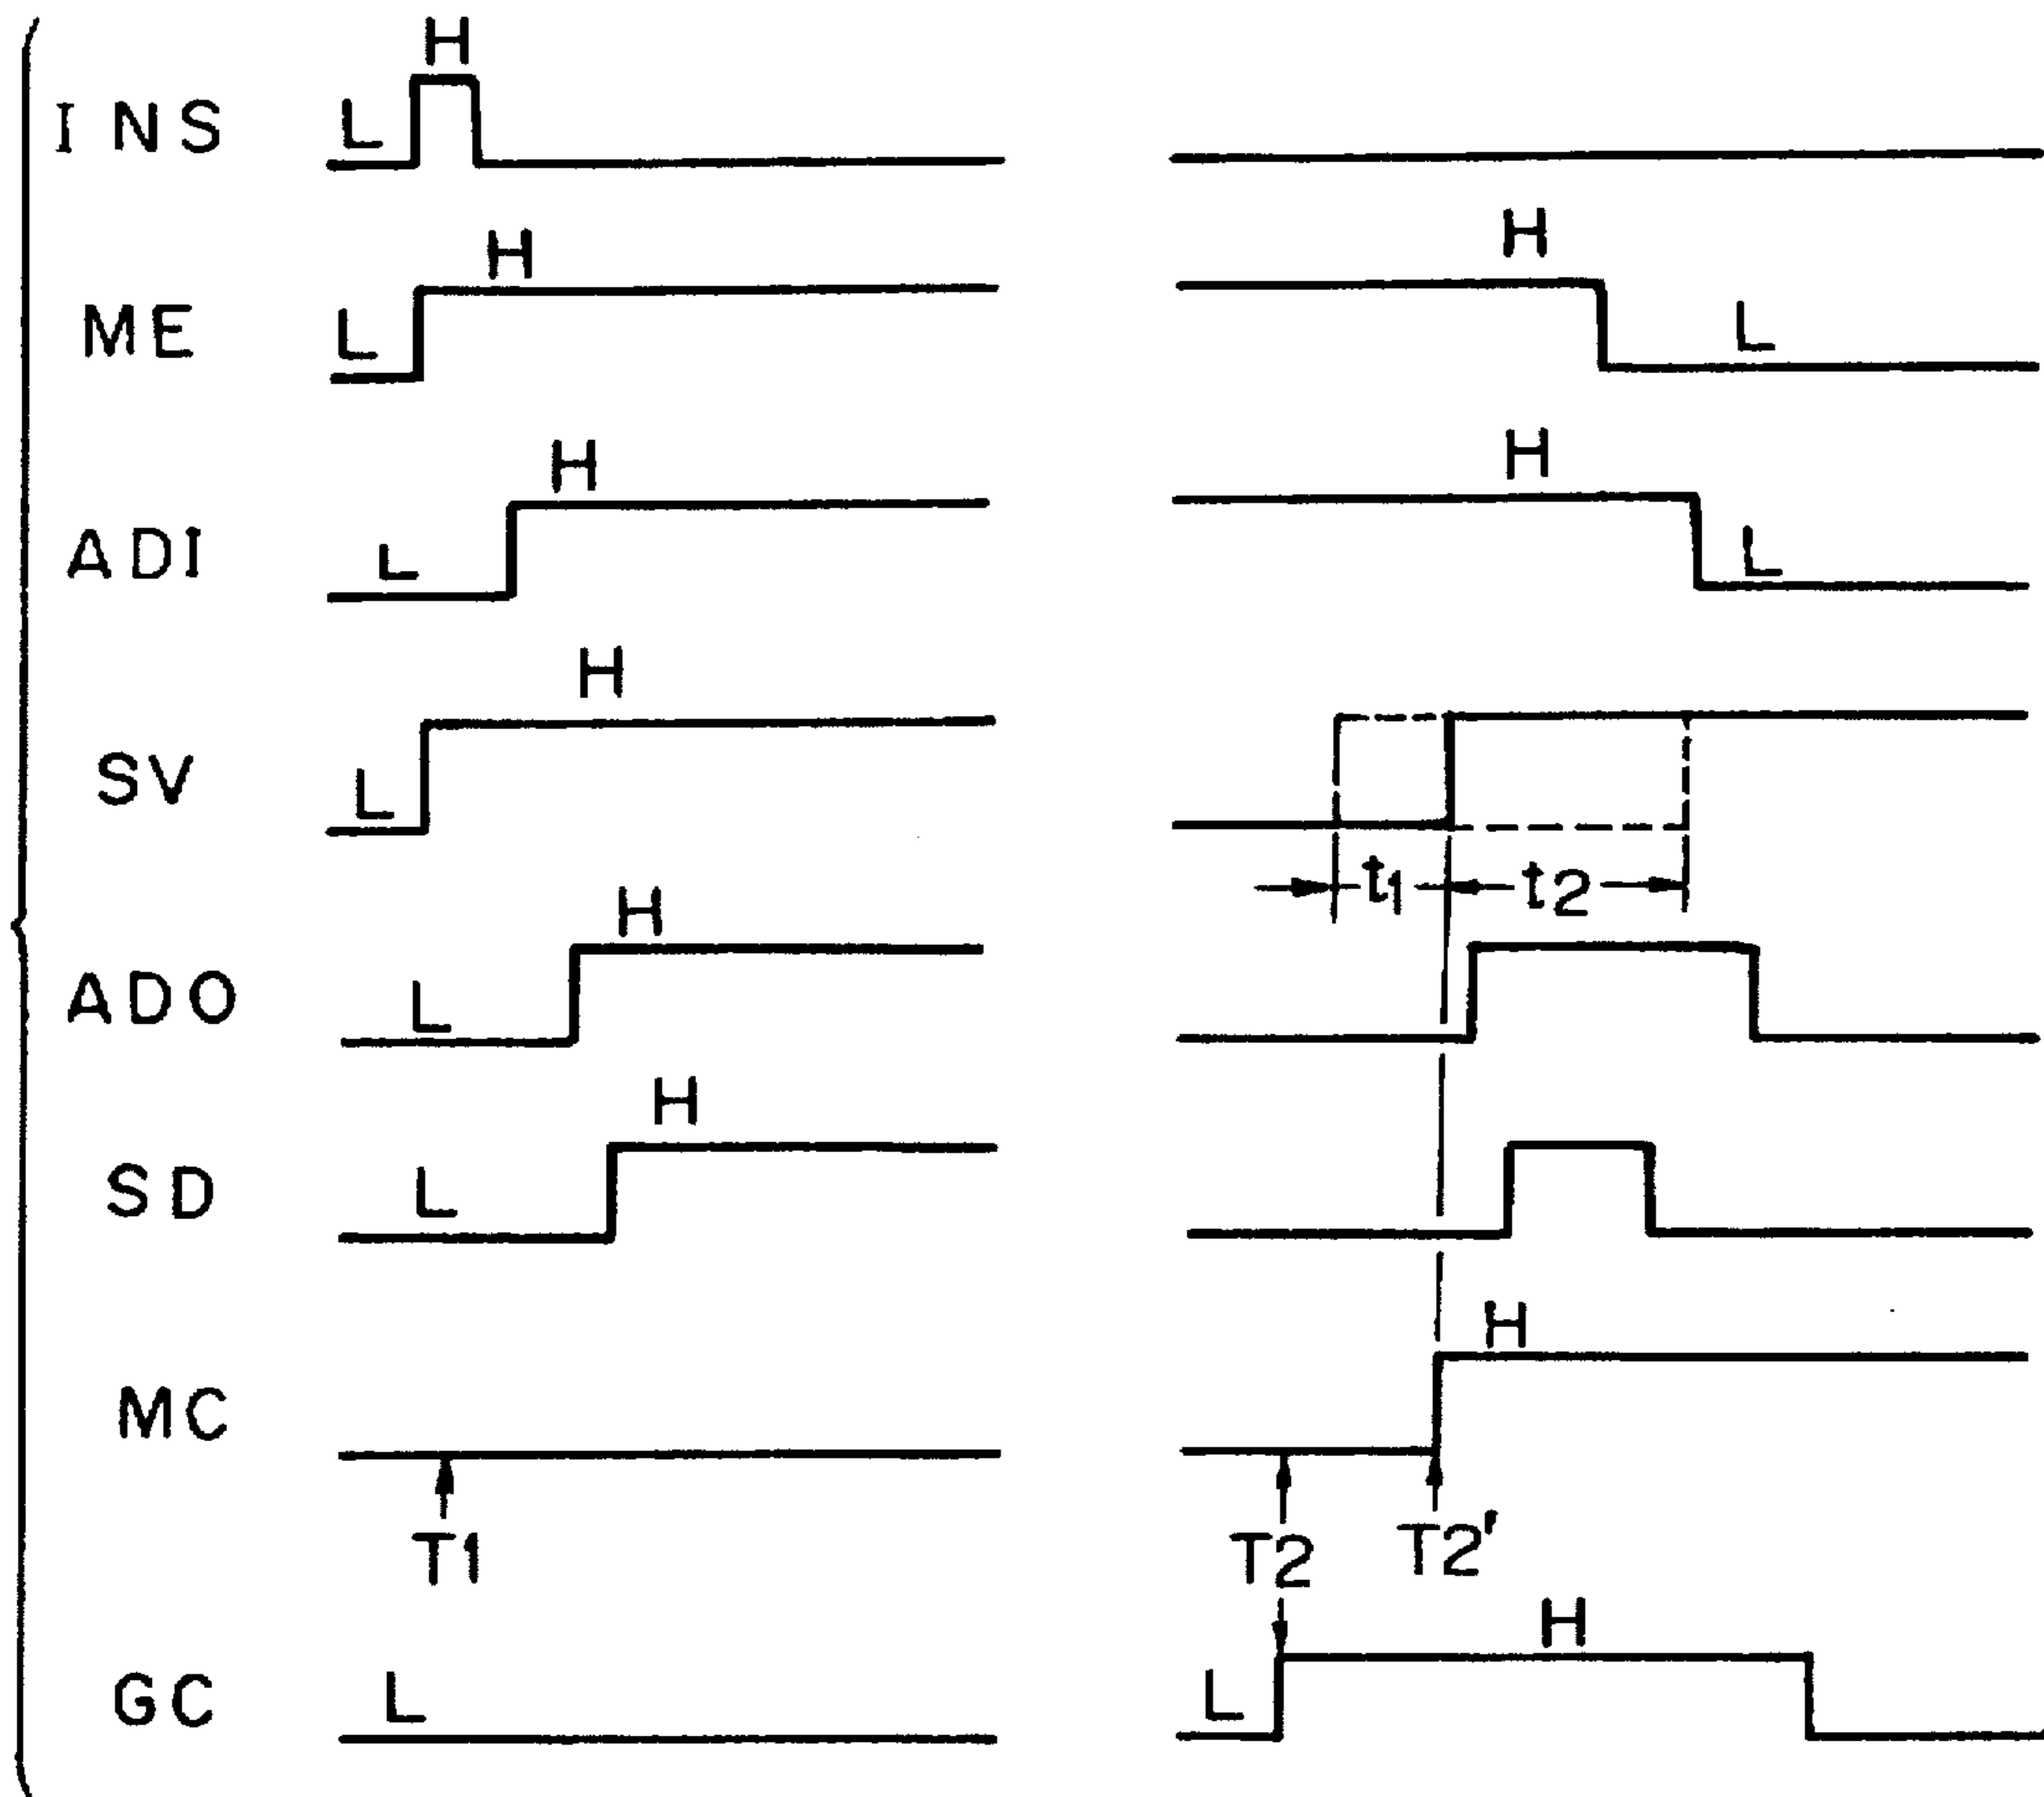 H
INS L
H H
ME L L
H H
ADI L L
H
SV L
t1 t2
H
ADO L
H
SD L
H
MC
T1 T2 T2'
H
GC L L